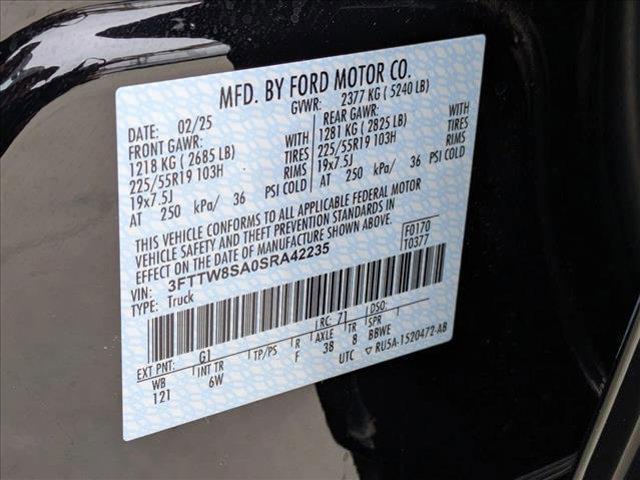 MFD. BY FORD MOTOR CO.
DATE: 02/25 GVWR: 2377 KG ( 5240 LB)
FRONT GAWR: REAR GAWR:
1218 KG ( 2685 LB) WITH 1281 KG ( 2825 LB) WITH
225/55R19 103H TIRES 225/55R19 103H TIRES
19x7.5J RIMS 19x7.5J RIMS
AT 250 kPa/ 36 PSI COLD AT 250 kPa/ 36 PSI COLD
THIS VEHICLE CONFORMS TO ALL APPLICABLE FEDERAL MOTOR
VEHICLE SAFETY AND THEFT PREVENTION STANDARDS IN
EFFECT ON THE DATE OF MANUFACTURE SHOWN ABOVE.
VIN: 3FTTW8SA0SRA42235 F0170
TYPE: Truck T0377
EXT PNT: G1 RC: 71 DSO:
WB INT TR TP/PS R AXLE TR SPR
121 6W F 38 8 BBWE
UTC ▽ RU5A-1520472-AB